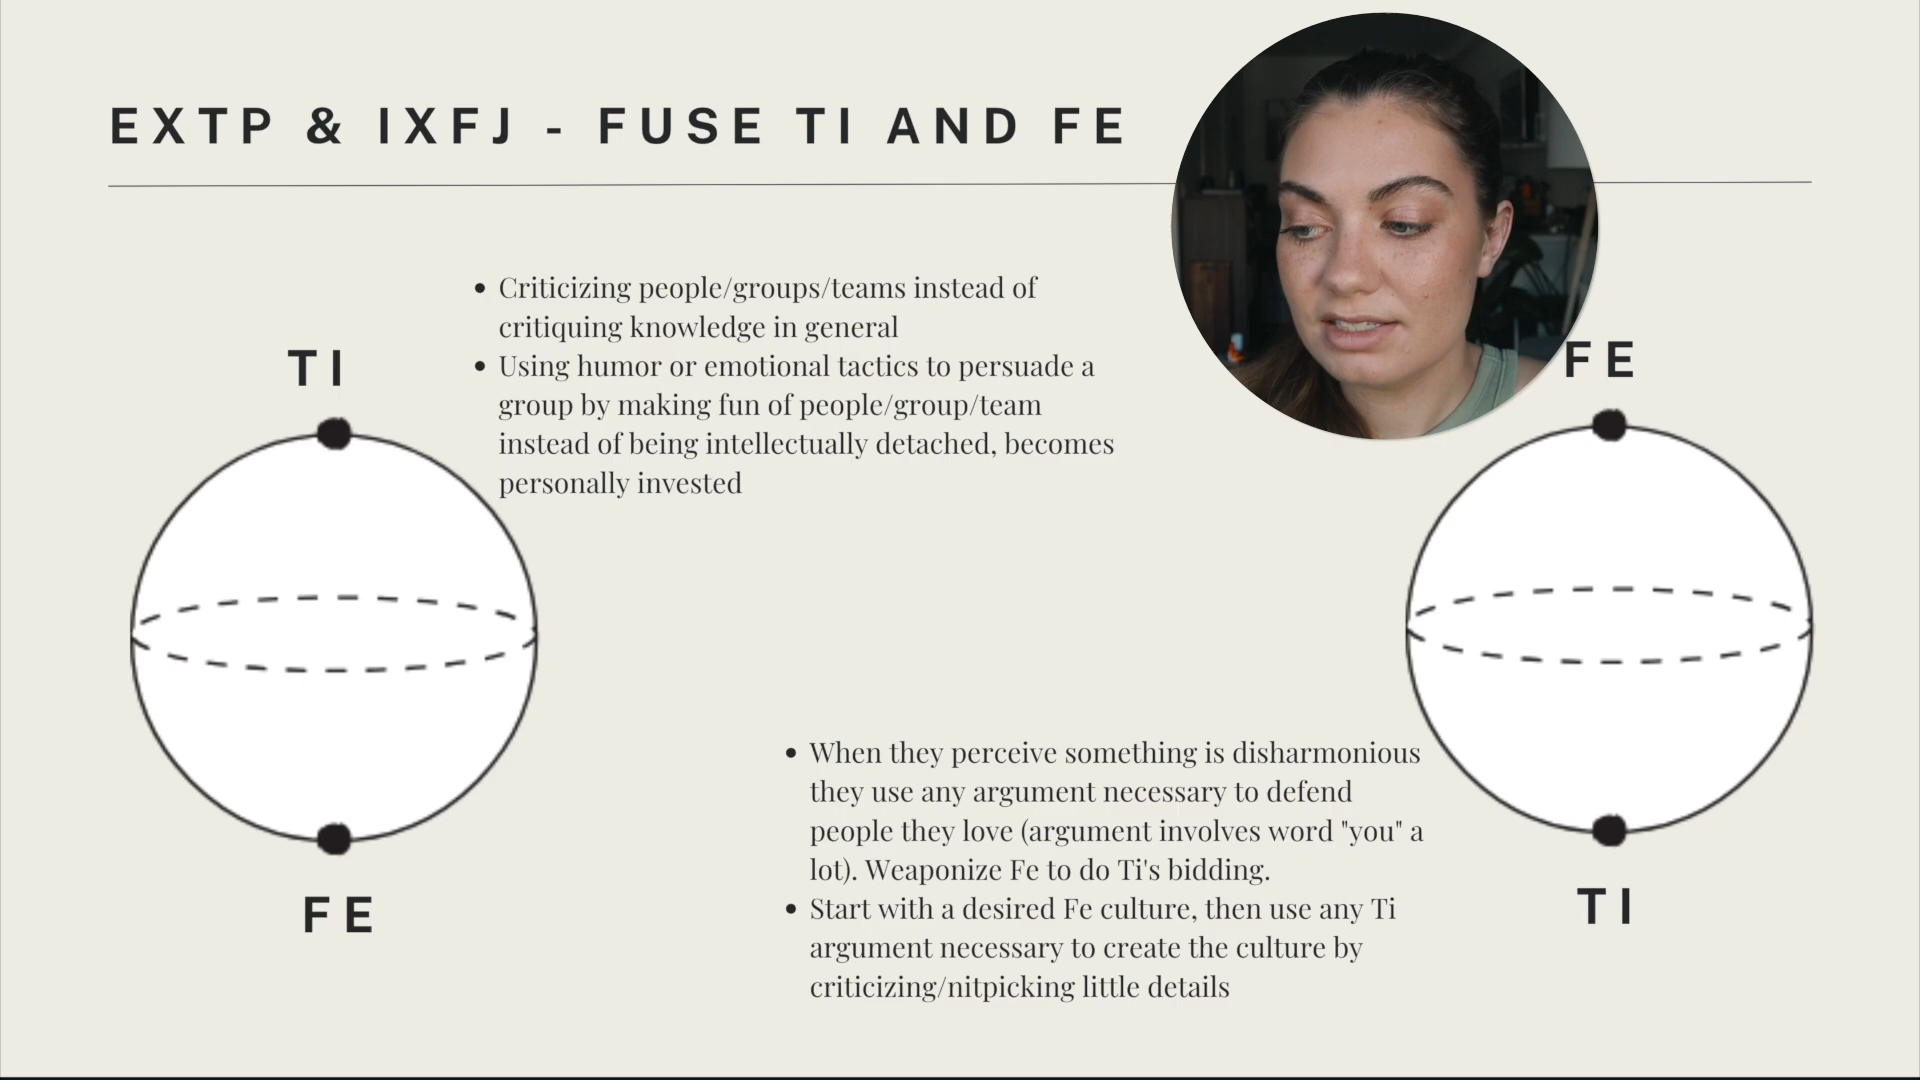 EXTP & IXFJ - FUSE TI AND FE
Criticizing people/groups/teams instead of
critiquing knowledge in general
Using humor or emotional tactics to persuade a
group by making fun of people/group/team
instead of being intellectually detached, becomes
personally invested
TI
FE
FE
When they perceive something is disharmonious
they use any argument necessary to defend
people they love (argument involves word "you" a
lot). Weaponize Fe to do Ti's bidding.
Start with a desired Fe culture, then use any Ti
argument necessary to create the culture by
criticizing/nitpicking little details
TI